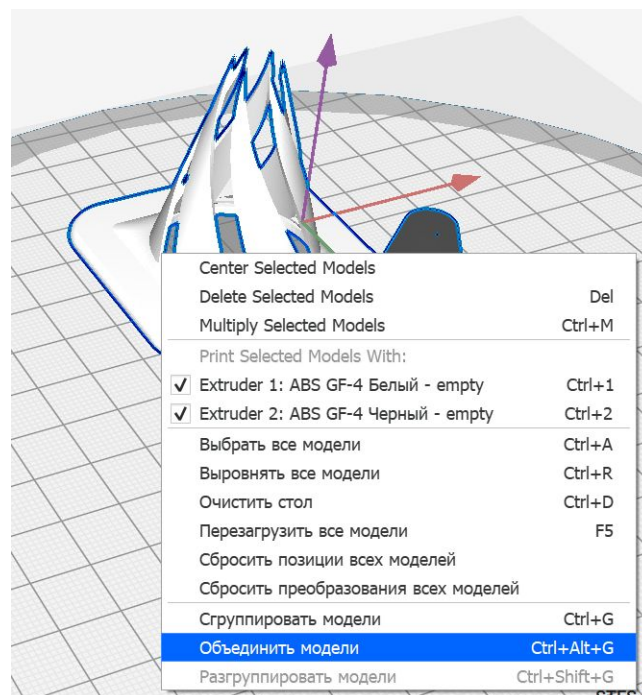 Center Selected Models
Delete Selected Models Del
Multiply Selected Models Ctrl+M
Print Selected Models With:
Extruder 1: ABS GF-4 Белый - empty Ctrl+1
Extruder 2: ABS GF-4 Черный - empty Ctrl+2
Выбрать все модели Ctrl+A
Выровнять все модели Ctrl+R
Очистить стол Ctrl+D
Перезагрузить все модели F5
Сбросить позиции всех моделей
Сбросить преобразования всех моделей
Сгруппировать модели Ctrl+G
Объединить модели Ctrl+Alt+G
Разгруппировать модели Ctrl+Shift+G